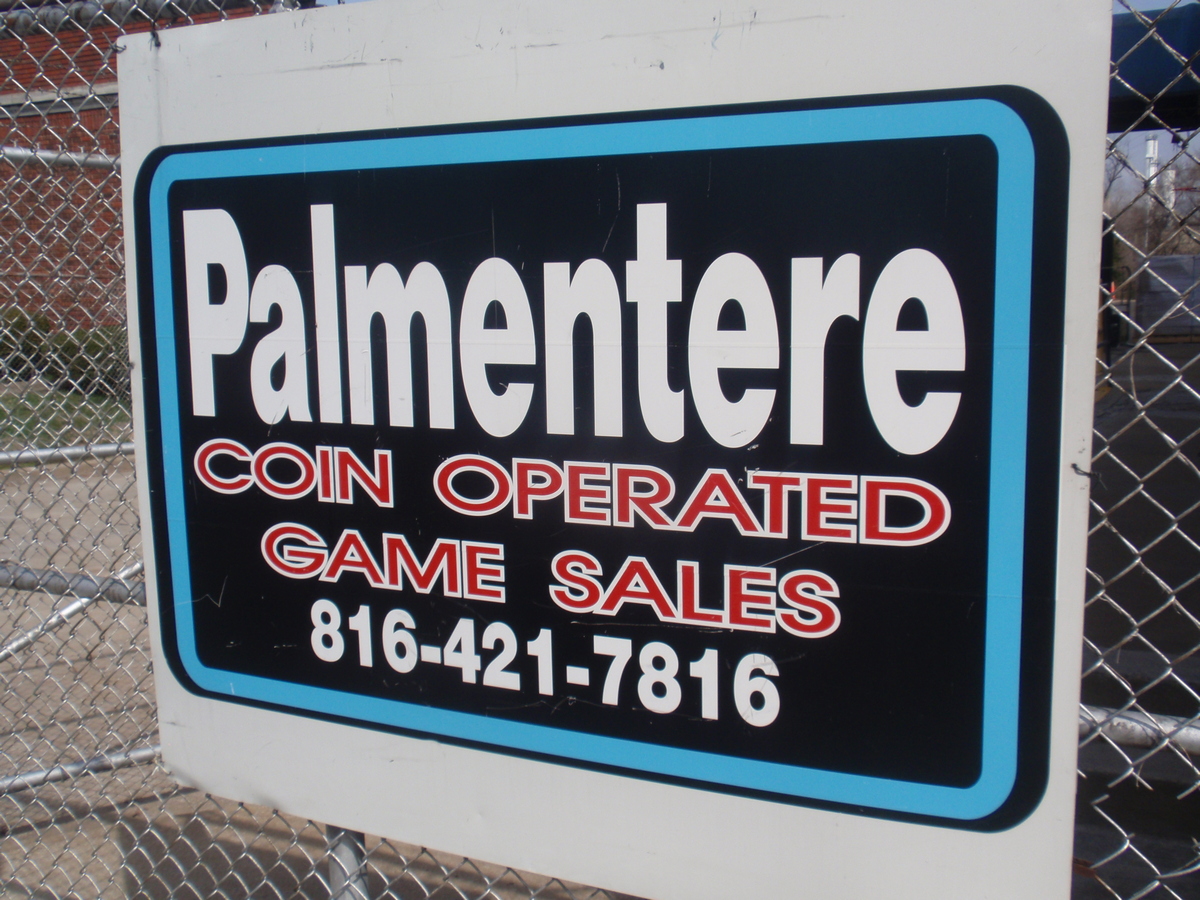 Palmentere
COIN OPERATED
GAME SALES
816-421-7816